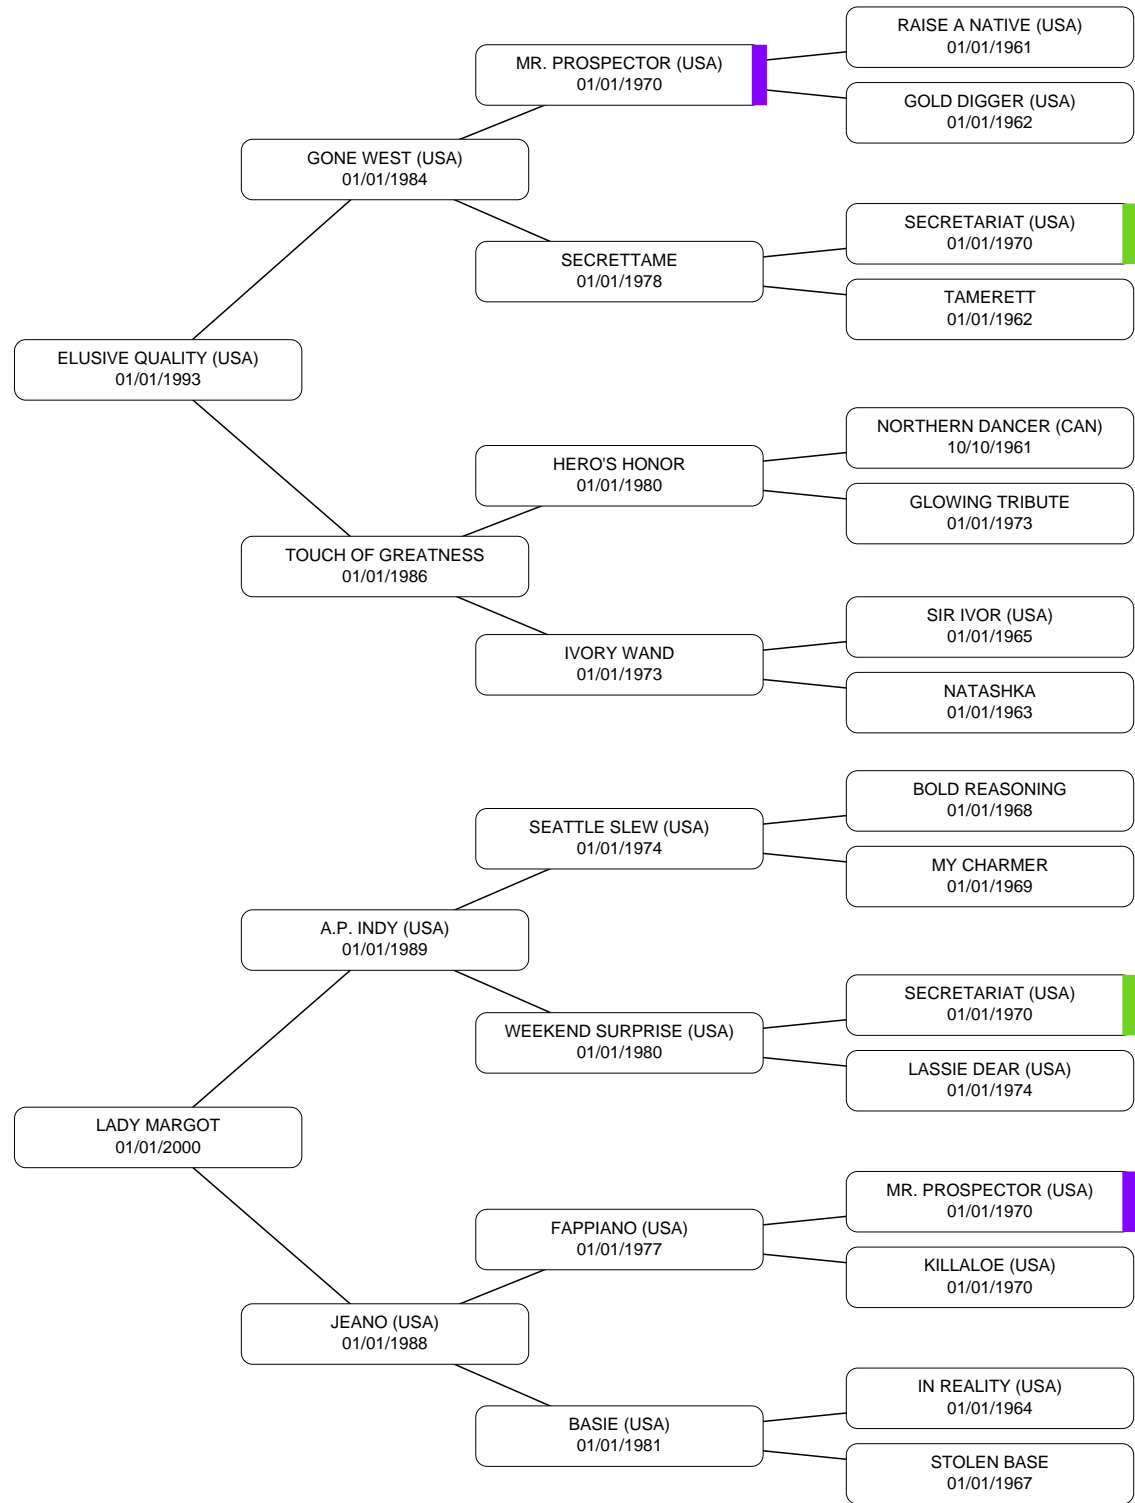 RAISE A NATIVE (USA)
01/01/1961
MR. PROSPECTOR (USA)
01/01/1970
GOLD DIGGER (USA)
01/01/1962
GONE WEST (USA)
01/01/1984
SECRETARIAT (USA)
01/01/1970
SECRETTAME
01/01/1978
TAMERETT
01/01/1962
ELUSIVE QUALITY (USA)
01/01/1993
NORTHERN DANCER (CAN)
10/10/1961
HERO'S HONOR
01/01/1980
GLOWING TRIBUTE
01/01/1973
TOUCH OF GREATNESS
01/01/1986
SIR IVOR (USA)
01/01/1965
IVORY WAND
01/01/1973
NATASHKA
01/01/1963
BOLD REASONING
01/01/1968
SEATTLE SLEW (USA)
01/01/1974
MY CHARMER
01/01/1969
A.P. INDY (USA)
01/01/1989
SECRETARIAT (USA)
01/01/1970
WEEKEND SURPRISE (USA)
01/01/1980
LASSIE DEAR (USA)
01/01/1974
LADY MARGOT
01/01/2000
MR. PROSPECTOR (USA)
01/01/1970
FAPPIANO (USA)
01/01/1977
KILLALOE (USA)
01/01/1970
JEANO (USA)
01/01/1988
IN REALITY (USA)
01/01/1964
BASIE (USA)
01/01/1981
STOLEN BASE
01/01/1967